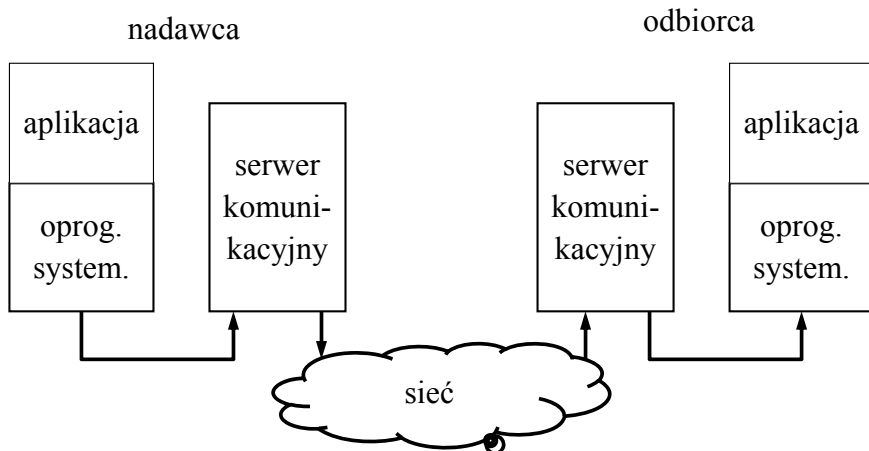 nadawca
odbiorca
aplikacja
oprog.
system.
serwer
komuni-
kacyjny
serwer
komuni-
kacyjny
aplikacja
oprog.
system.
sieć